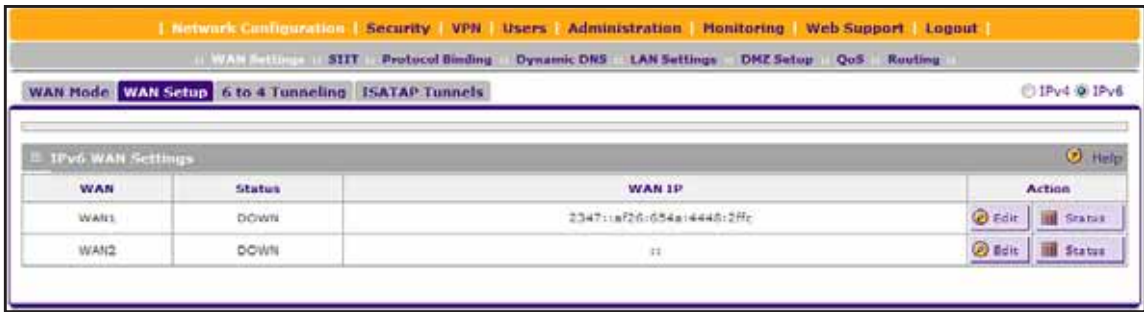 | Network Configuration | Security | VPN | Users | Administration | Monitoring | Web Support | Logout |
:: WAN Settings :: SIIT :: Protocol Binding :: Dynamic DNS :: LAN Settings :: DMZ Setup :: QoS :: Routing ::
WAN Mode WAN Setup 6 to 4 Tunneling ISATAP Tunnels IPv4 IPv6
IPv6 WAN Settings Help
WAN Status WAN IP Action
WAN1 DOWN 2347::af26:654a:4448:2ffc Edit Status
WAN2 DOWN :: Edit Status